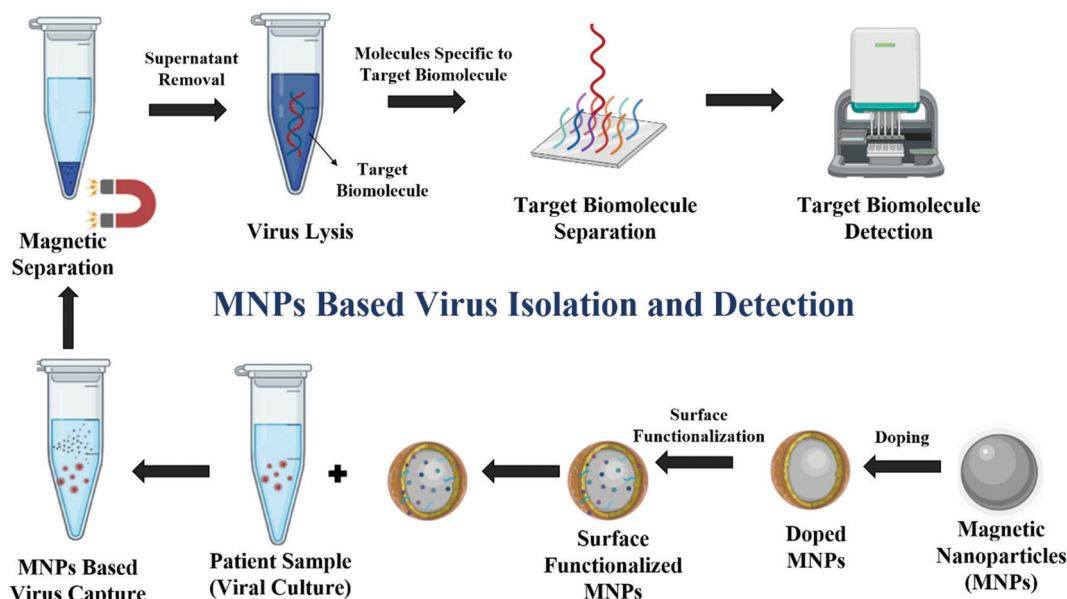 Supernatant
Removal
Molecules Specific to
Target Biomolecule
Target
Biomolecule
Magnetic
Separation
Virus Lysis
Target Biomolecule
Separation
Target Biomolecule
Detection
MNPs Based Virus Isolation and Detection
Surface
Functionalization
Doping
MNPs Based
Virus Capture
Patient Sample
(Viral Culture)
+
Surface
Functionalized
MNPs
Doped
MNPs
Magnetic
Nanoparticles
(MNPs)